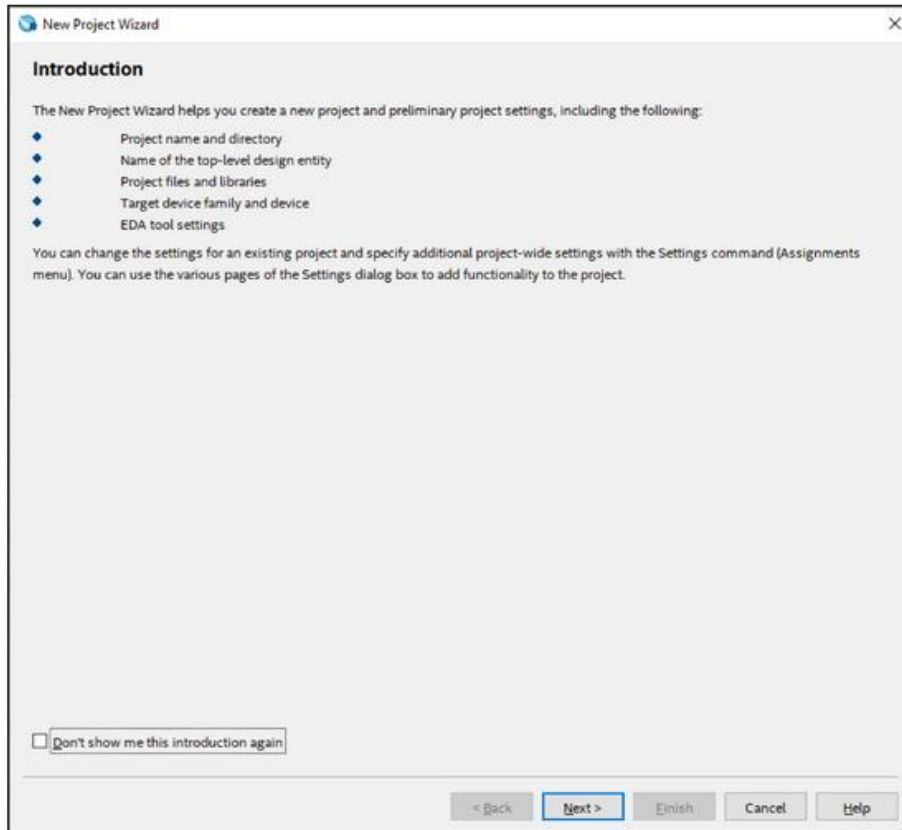 New Project Wizard
Introduction
The New Project Wizard helps you create a new project and preliminary project settings, including the following:
Project name and directory
Name of the top-level design entity
Project files and libraries
Target device family and device
EDA tool settings
You can change the settings for an existing project and specify additional project-wide settings with the Settings command (Assignments
menu). You can use the various pages of the Settings dialog box to add functionality to the project.
Don't show me this introduction again
< Back Next > Finish Cancel Help